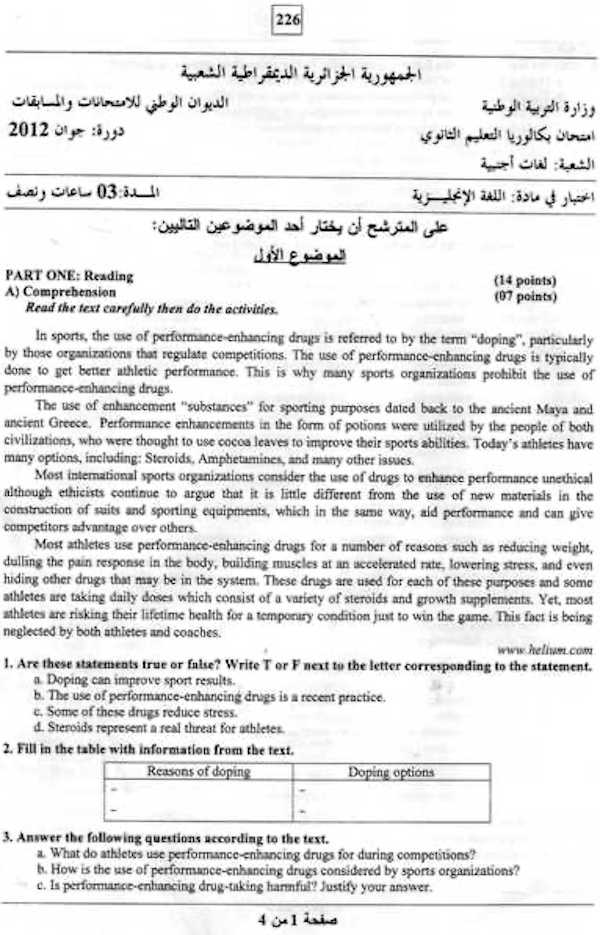 226
الجمهورية الجزائرية الديمقراطية الشعبية
وزارة التربية الوطنية الديوان الوطني للامتحانات والمسابقات
امتحان بكالوريا التعليم الثانوي دورة: جوان 2012
الشعبة: لغات أجنبية
اختبار في مادة: اللغة الإنجليزية المدة: 03 ساعات ونصف
على المترشح أن يختار أحد الموضوعين التاليين:
الموضوع الأول
PART ONE: Reading (14 points)
A) Comprehension (07 points)
Read the text carefully then do the activities.
In sports, the use of performance-enhancing drugs is referred to by the term “doping”, particularly
by those organizations that regulate competitions. The use of performance-enhancing drugs is typically
done to get better athletic performance. This is why many sports organizations prohibit the use of
performance-enhancing drugs.
The use of enhancement “substances” for sporting purposes dated back to the ancient Maya and
ancient Greece. Performance enhancements in the form of potions were utilized by the people of both
civilizations, who were thought to use cocoa leaves to improve their sports abilities. Today’s athletes have
many options, including: Steroids, Amphetamines, and many other issues.
Most international sports organizations consider the use of drugs to enhance performance unethical
although ethicists continue to argue that it is little different from the use of new materials in the
construction of suits and sporting equipments, which in the same way, aid performance and can give
competitors advantage over others.
Most athletes use performance-enhancing drugs for a number of reasons such as reducing weight,
dulling the pain response in the body, building muscles at an accelerated rate, lowering stress, and even
hiding other drugs that may be in the system. These drugs are used for each of these purposes and some
athletes are taking daily doses which consist of a variety of steroids and growth supplements. Yet, most
athletes are risking their lifetime health for a temporary condition just to win the game. This fact is being
neglected by both athletes and coaches.
www.helium.com
1. Are these statements true or false? Write T or F next to the letter corresponding to the statement.
a. Doping can improve sport results.
b. The use of performance-enhancing drugs is a recent practice.
c. Some of these drugs reduce stress.
d. Steroids represent a real threat for athletes.
2. Fill in the table with information from the text.
Reasons of doping Doping options
- -
- -
3. Answer the following questions according to the text.
a. What do athletes use performance-enhancing drugs for during competitions?
b. How is the use of performance-enhancing drugs considered by sports organizations?
c. Is performance-enhancing drug-taking harmful? Justify your answer.
صفحة 1 من 4